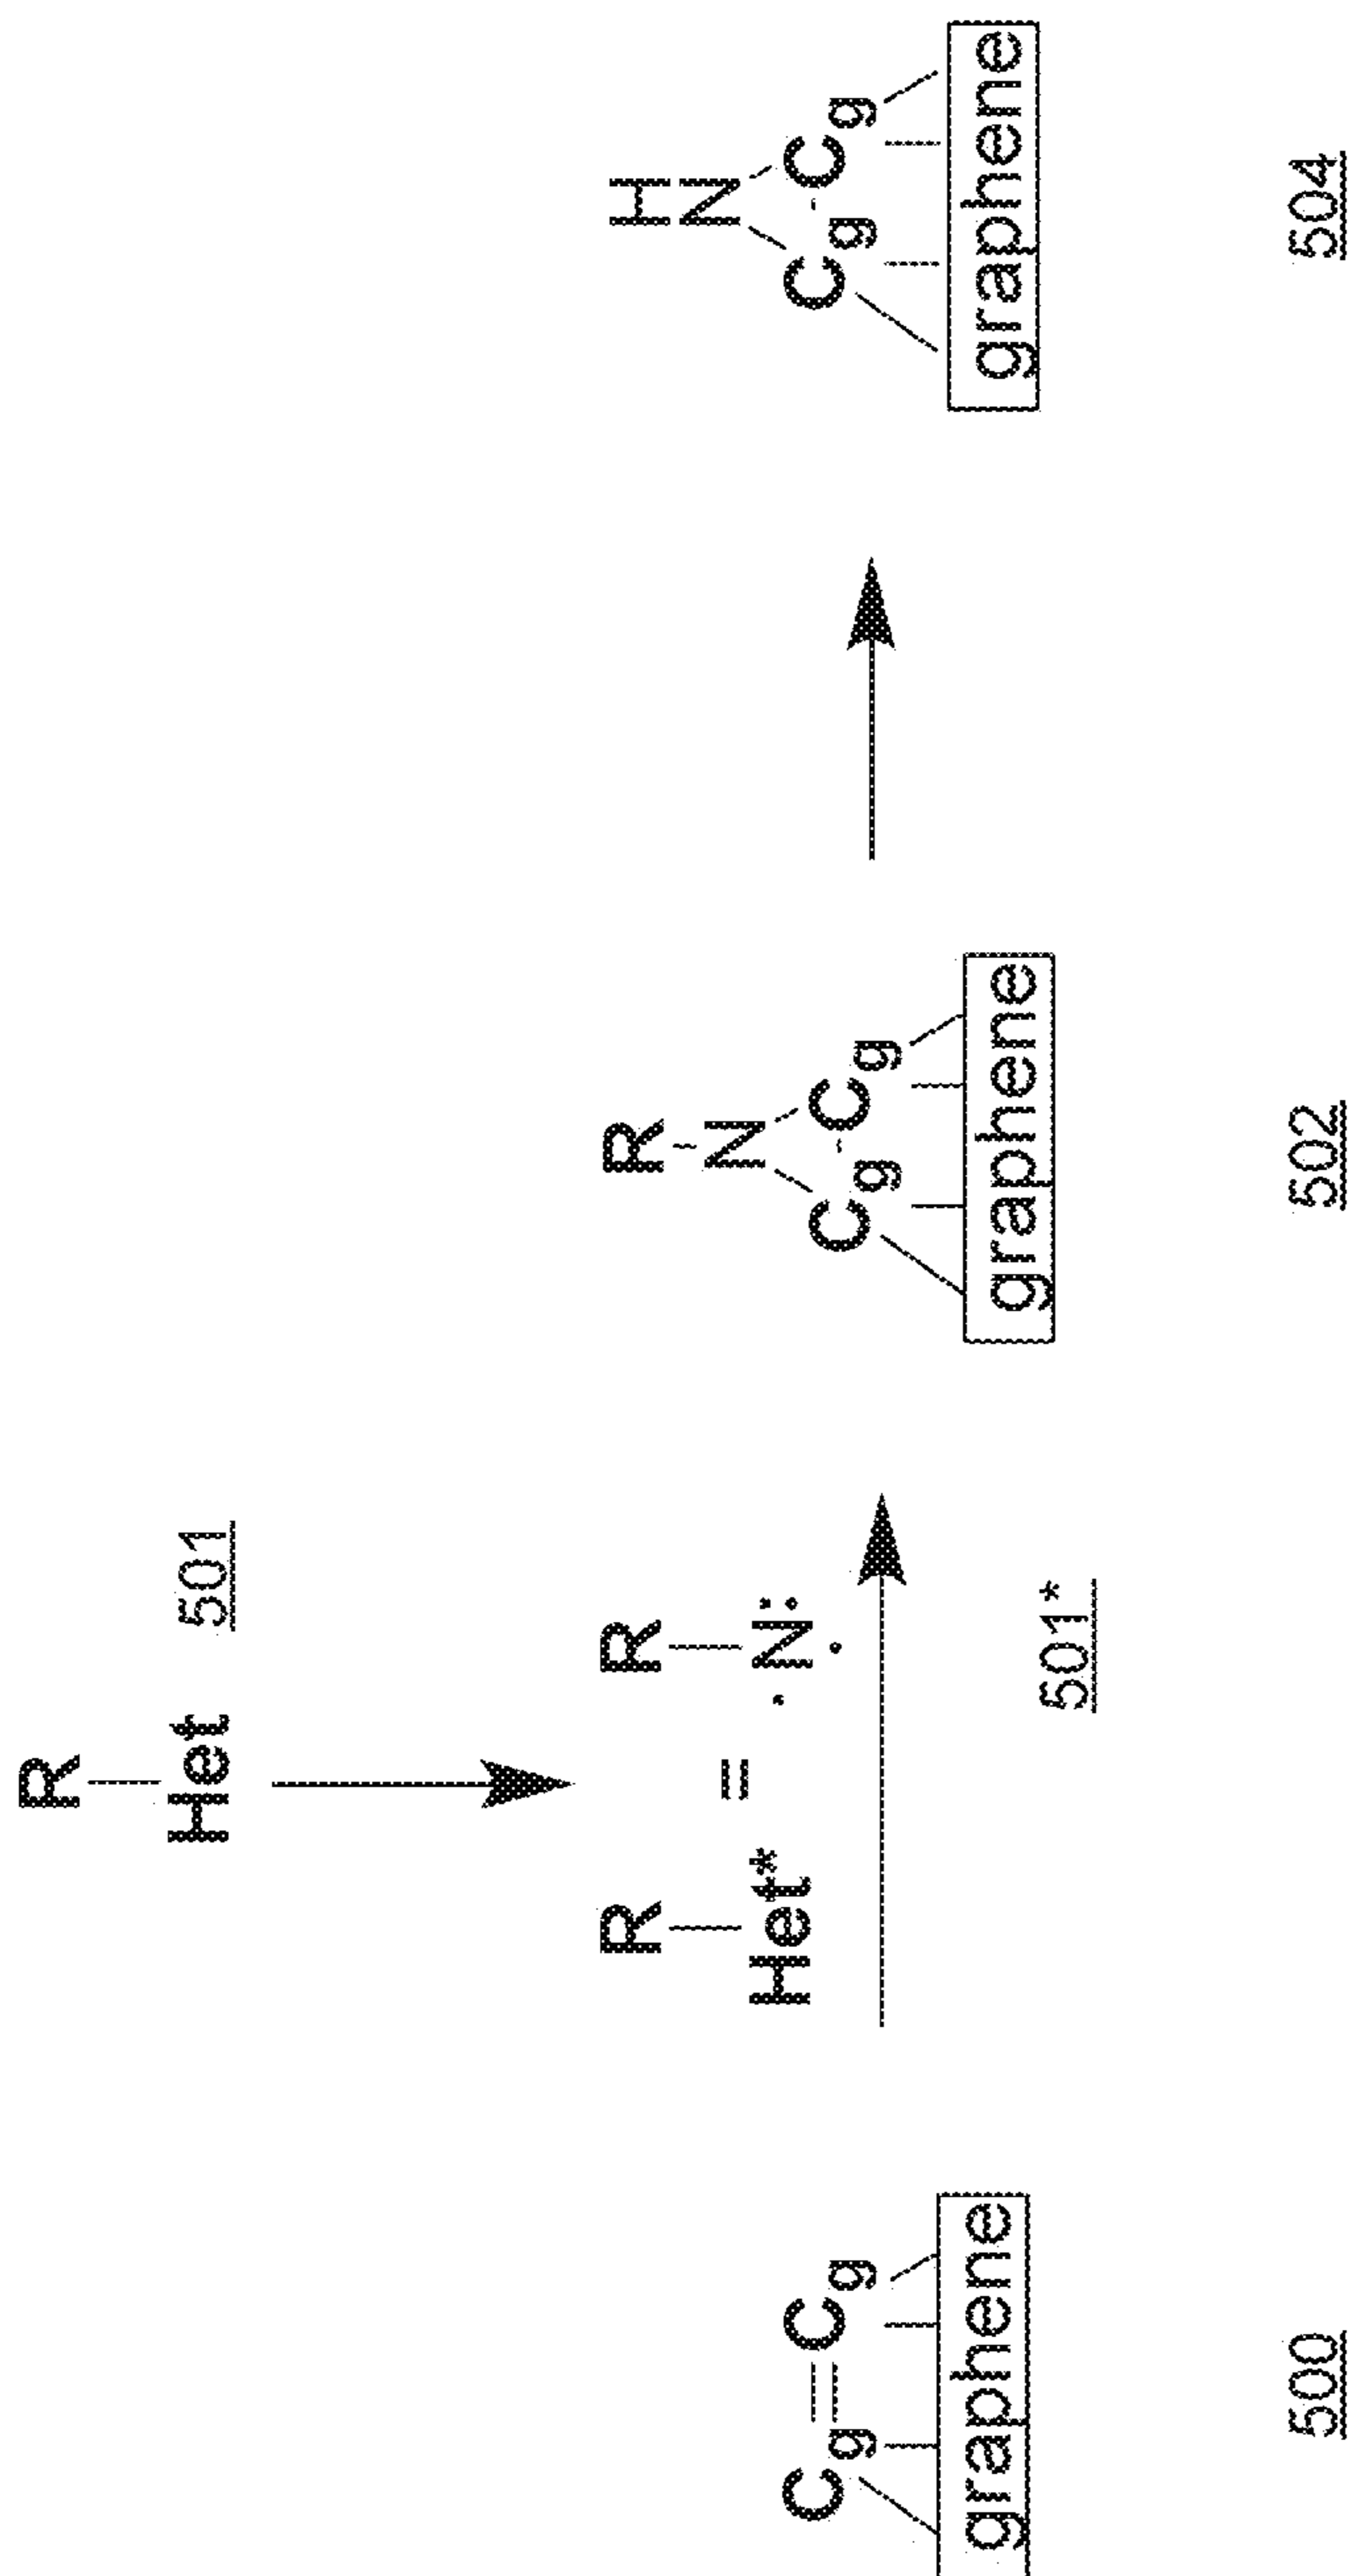 R
Het 501
R R
Het* = ·N:
·
501*
Cg=Cg
graphene
500
R
N
Cg Cg
graphene
502
H
N
Cg Cg
graphene
504